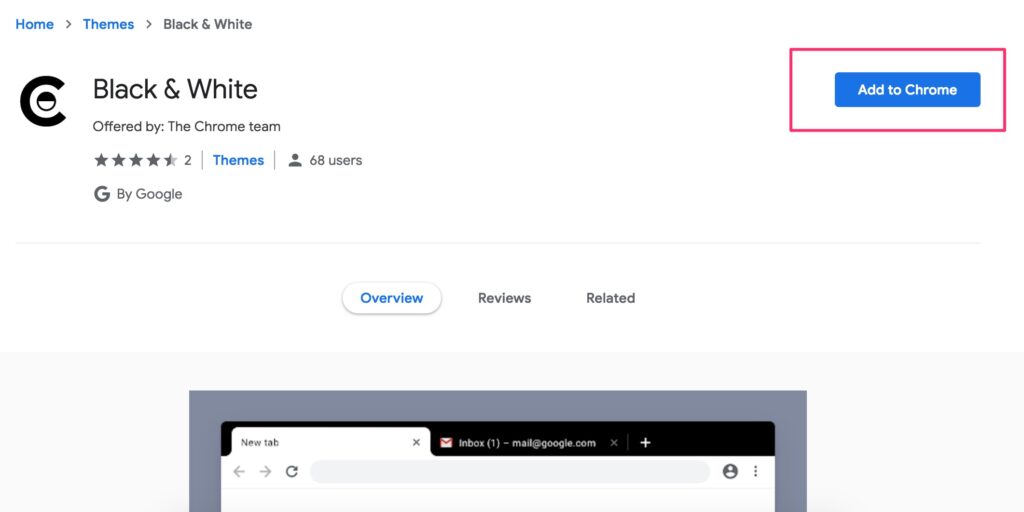 Home > Themes > Black & White
Black & White
Add to Chrome
Offered by: The Chrome team
2 Themes 68 users
By Google
Overview Reviews Related
New tab Inbox (1) – mail@google.com